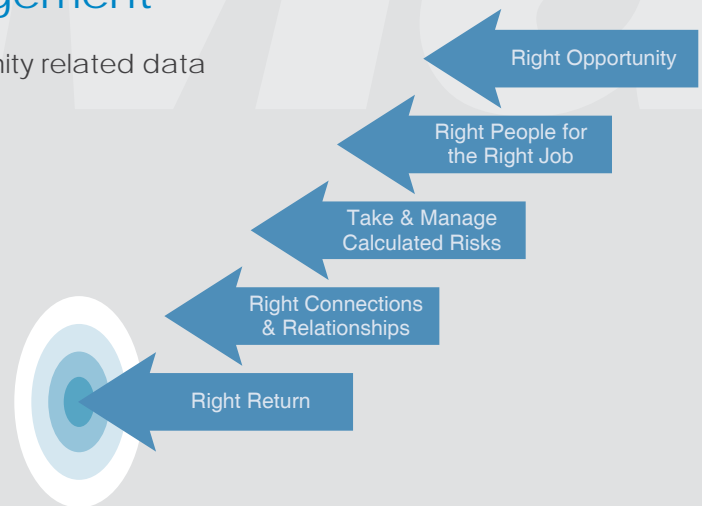 gement
nity related data
Right Opportunity
Right People for
the Right Job
Take & Manage
Calculated Risks
Right Connections
& Relationships
Right Return